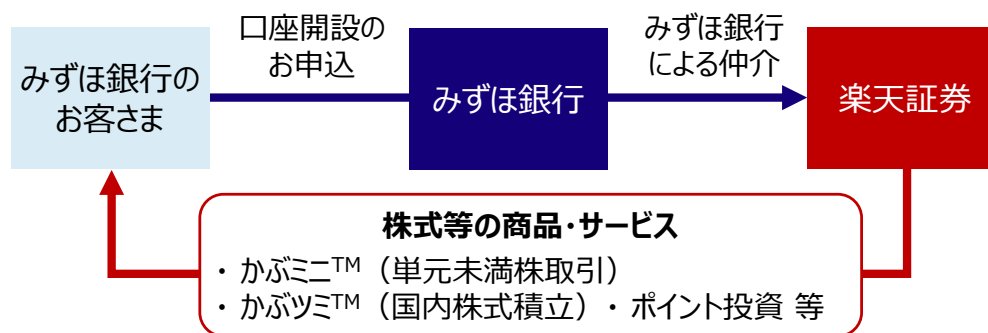 口座開設の
お申込
みずほ銀行
による仲介
みずほ銀行の
お客さま
みずほ銀行
楽天証券
株式等の商品・サービス
・ かぶミニTM（単元未満株取引）
・ かぶツミTM（国内株式積立）・ ポイント投資 等